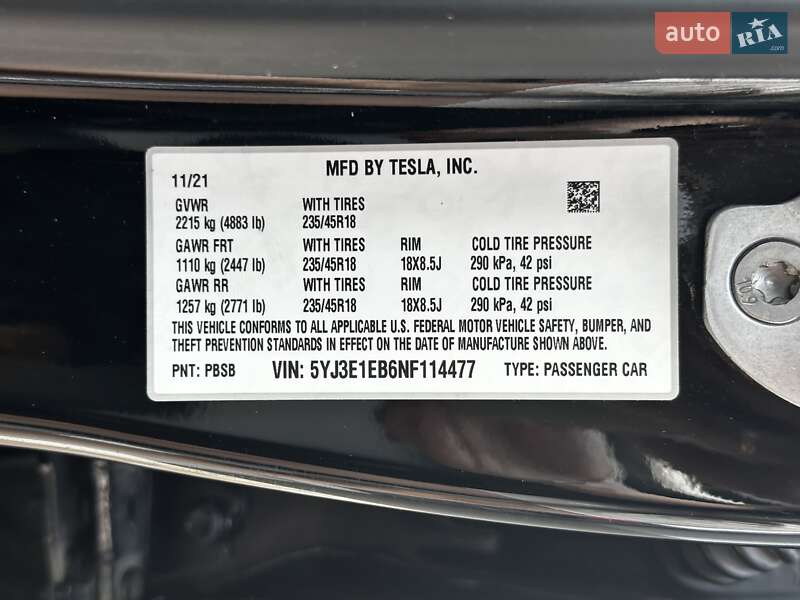 auto RIA .com
MFD BY TESLA, INC.
11/21
GVWR WITH TIRES
2215 kg (4883 lb) 235/45R18
GAWR FRT WITH TIRES RIM COLD TIRE PRESSURE
1110 kg (2447 lb) 235/45R18 18X8.5J 290 kPa, 42 psi
GAWR RR WITH TIRES RIM COLD TIRE PRESSURE
1257 kg (2771 lb) 235/45R18 18X8.5J 290 kPa, 42 psi
THIS VEHICLE CONFORMS TO ALL APPLICABLE U.S. FEDERAL MOTOR VEHICLE SAFETY, BUMPER, AND
THEFT PREVENTION STANDARDS IN EFFECT ON THE DATE OF MANUFACTURE SHOWN ABOVE.
PNT: PBSB VIN: 5YJ3E1EB6NF114477 TYPE: PASSENGER CAR